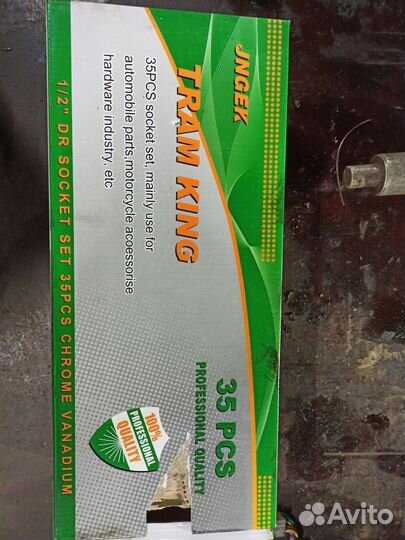 JNGEK
TRAM KING
35PCS socket set, mainly use for
automobile parts,motorcycle acoessorise
hardware industry, etc
35 PCS
PROFESSIONAL QUALITY
100%
PROFESSIONAL
QUALITY
1/2" DR SOCKET SET 35PCS CHROME VANADIUM
Avito